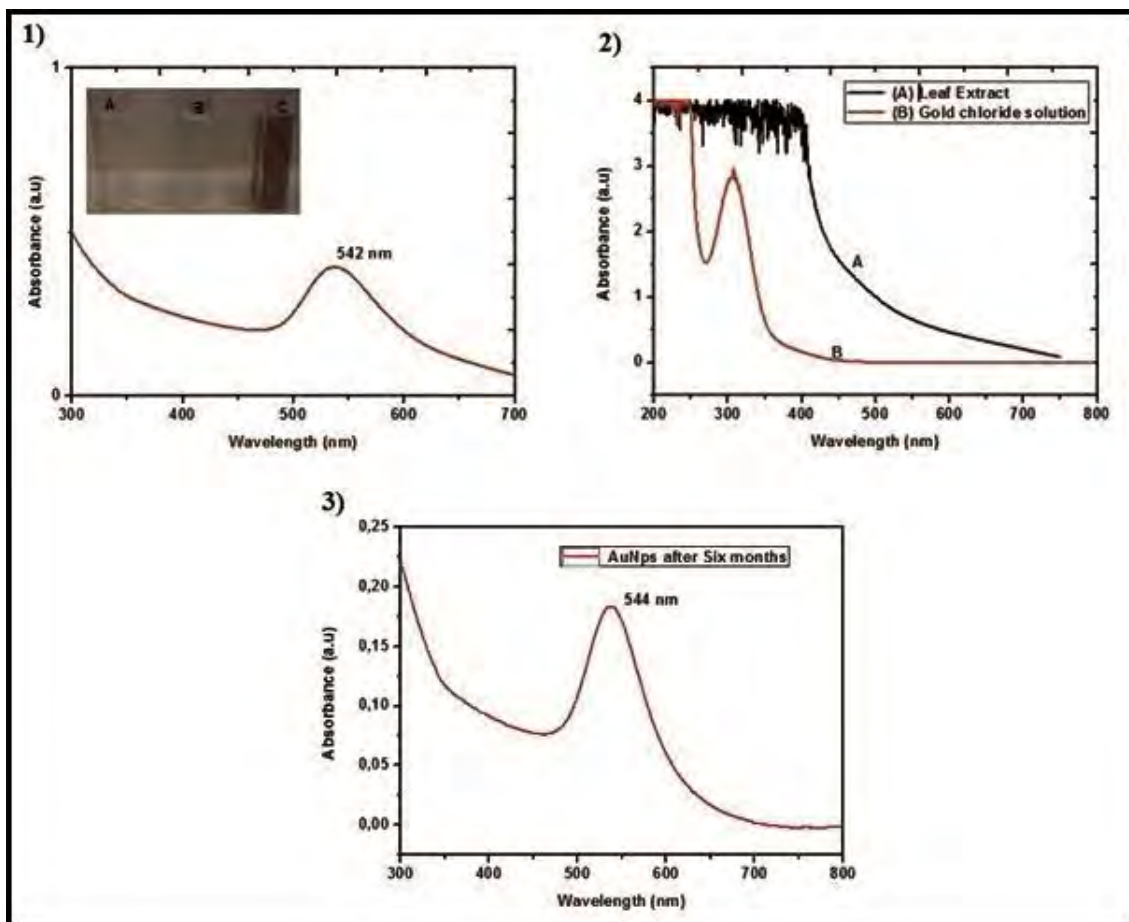 1)
1
A
B
C
542 nm
Absorbance (a.u)
0
300
400
500
600
700
Wavelength (nm)
2)
(A) Leaf Extract
(B) Gold chloride solution
4
3
2
1
0
Absorbance (a.u)
A
B
200
300
400
500
600
700
800
Wavelength (nm)
3)
0,25
0,20
0,15
0,10
0,05
0,00
Absorbance (a.u)
AuNps after Six months
544 nm
300
400
500
600
700
800
Wavelength (nm)